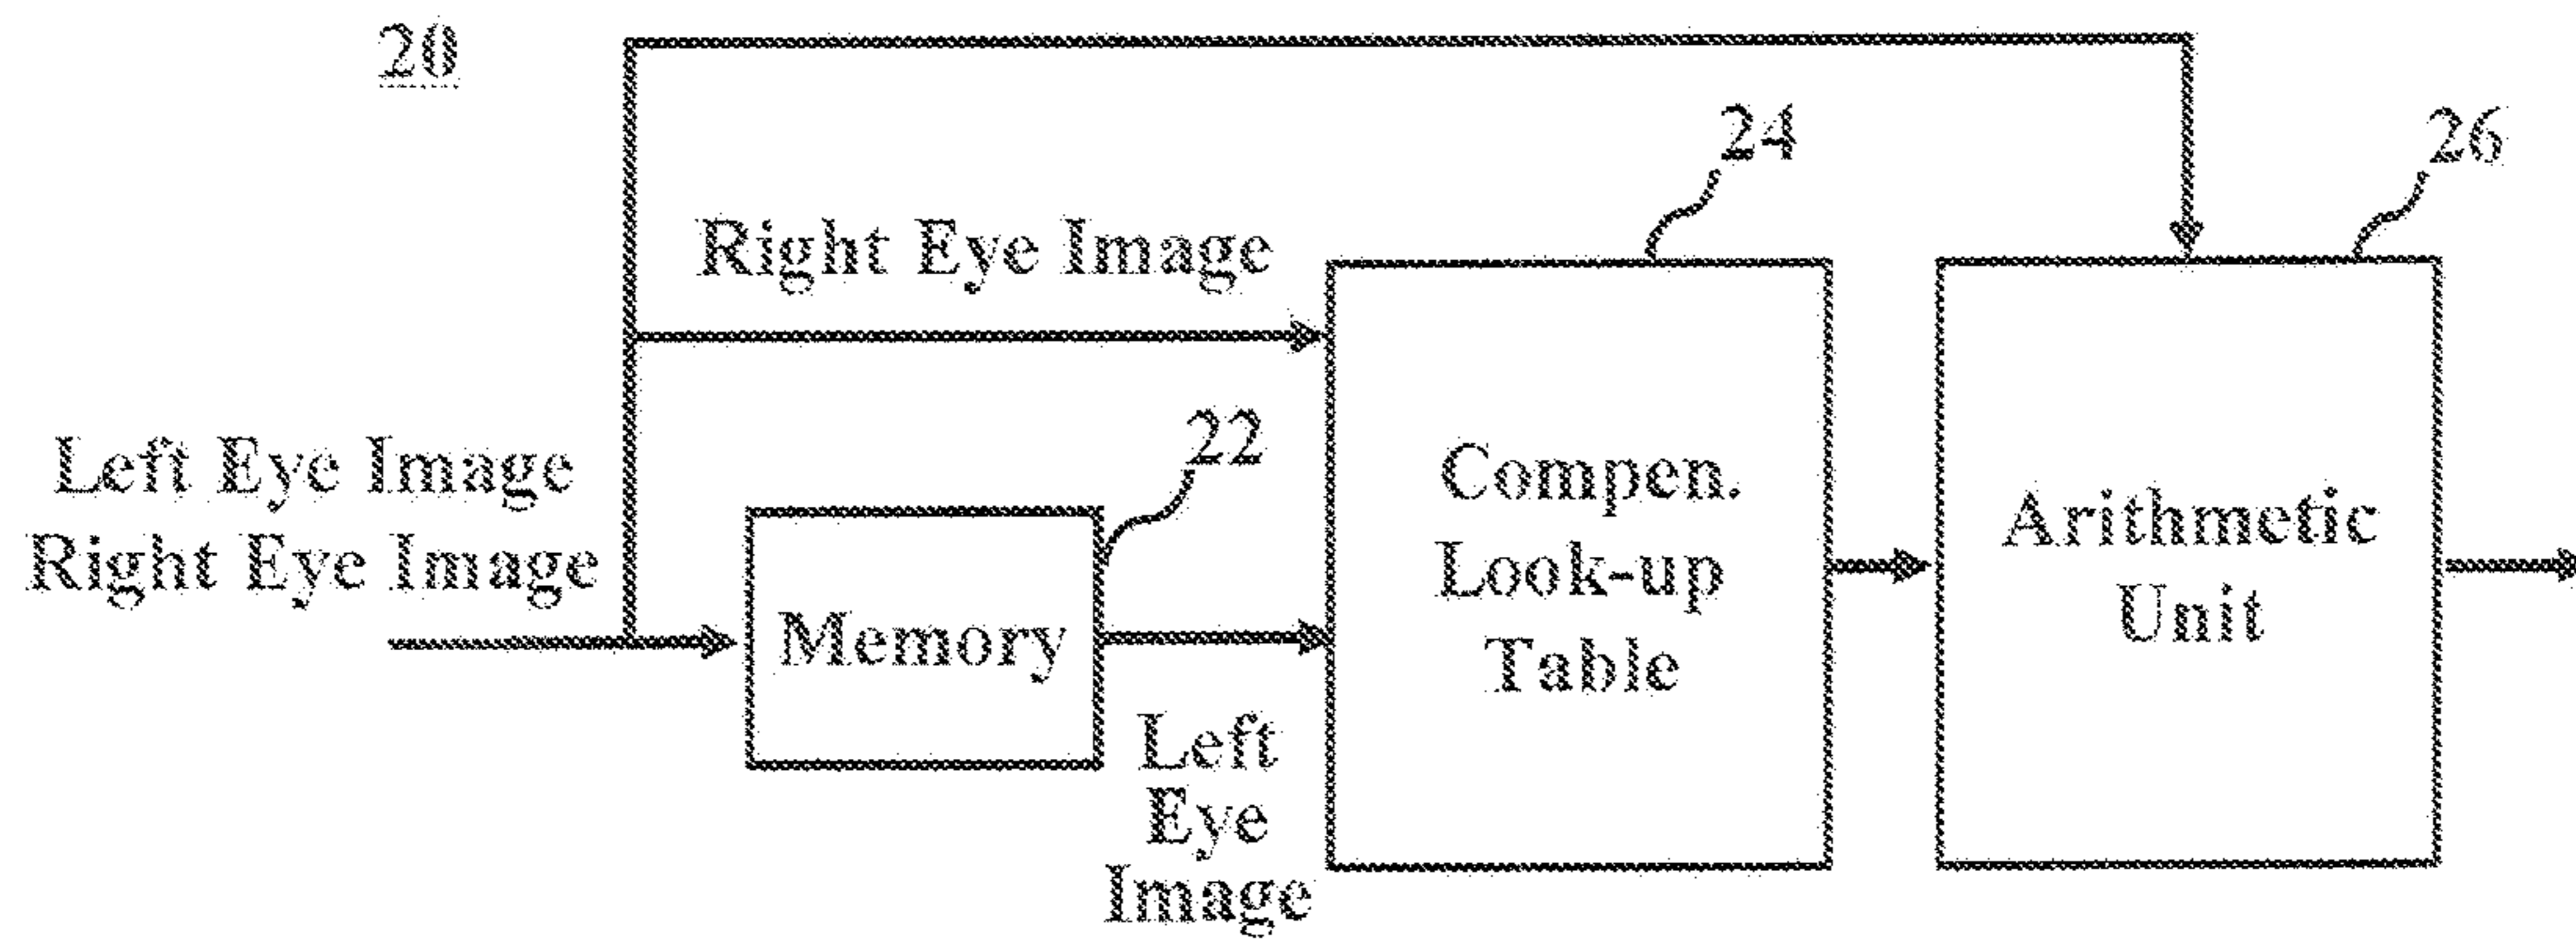 20
24
26
Right Eye Image
Left Eye Image
Right Eye Image
22
Memory
Left
Eye
Image
Compen.
Look-up
Table
Arithmetic
Unit